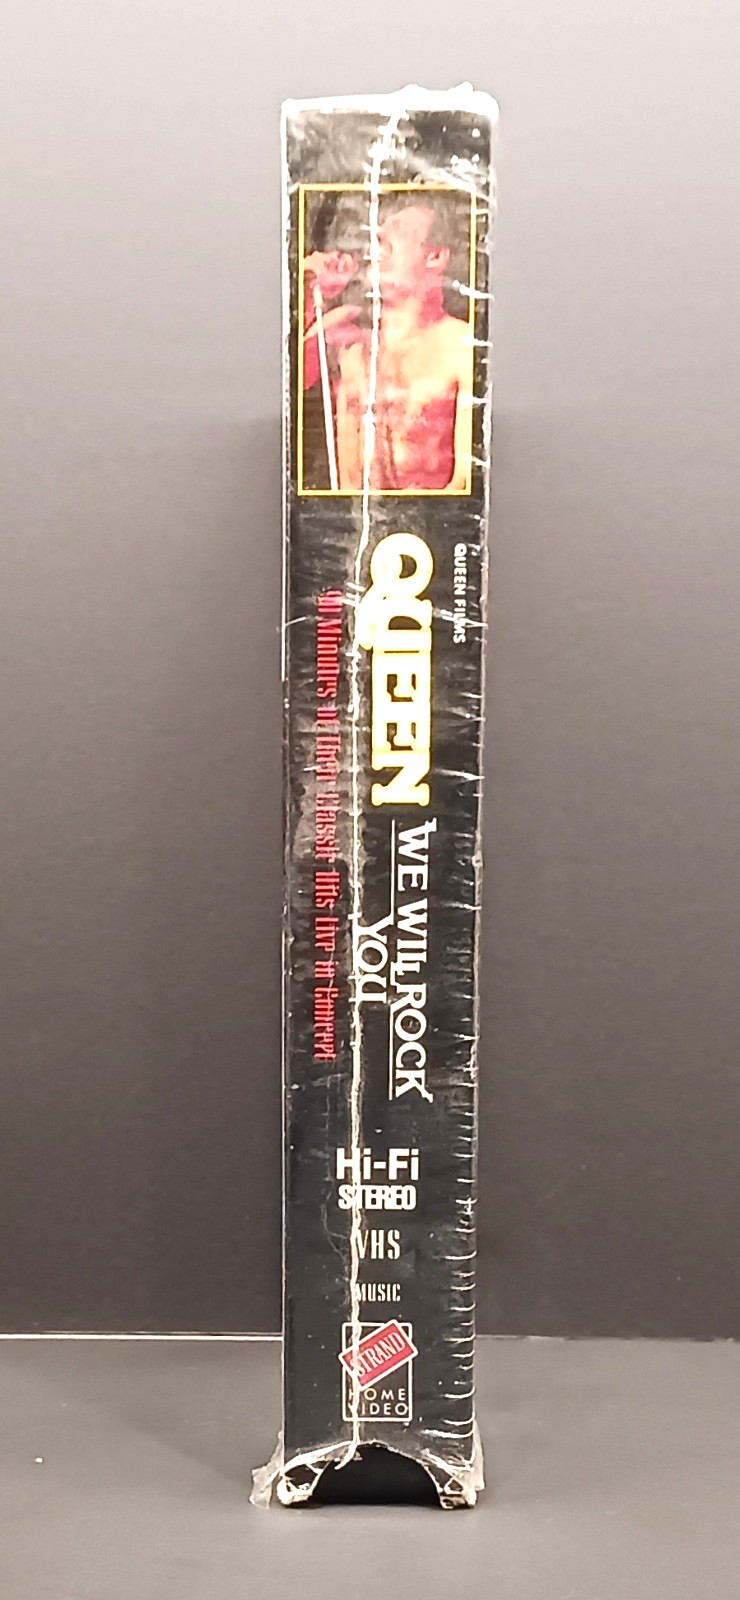 QUEEN FILMS
QUEEN
WE WILL ROCK
YOU
90 Minutes of Their Classic Hits Live in Concert
Hi-Fi
STEREO
VHS
MUSIC
STRAND
HOME
VIDEO